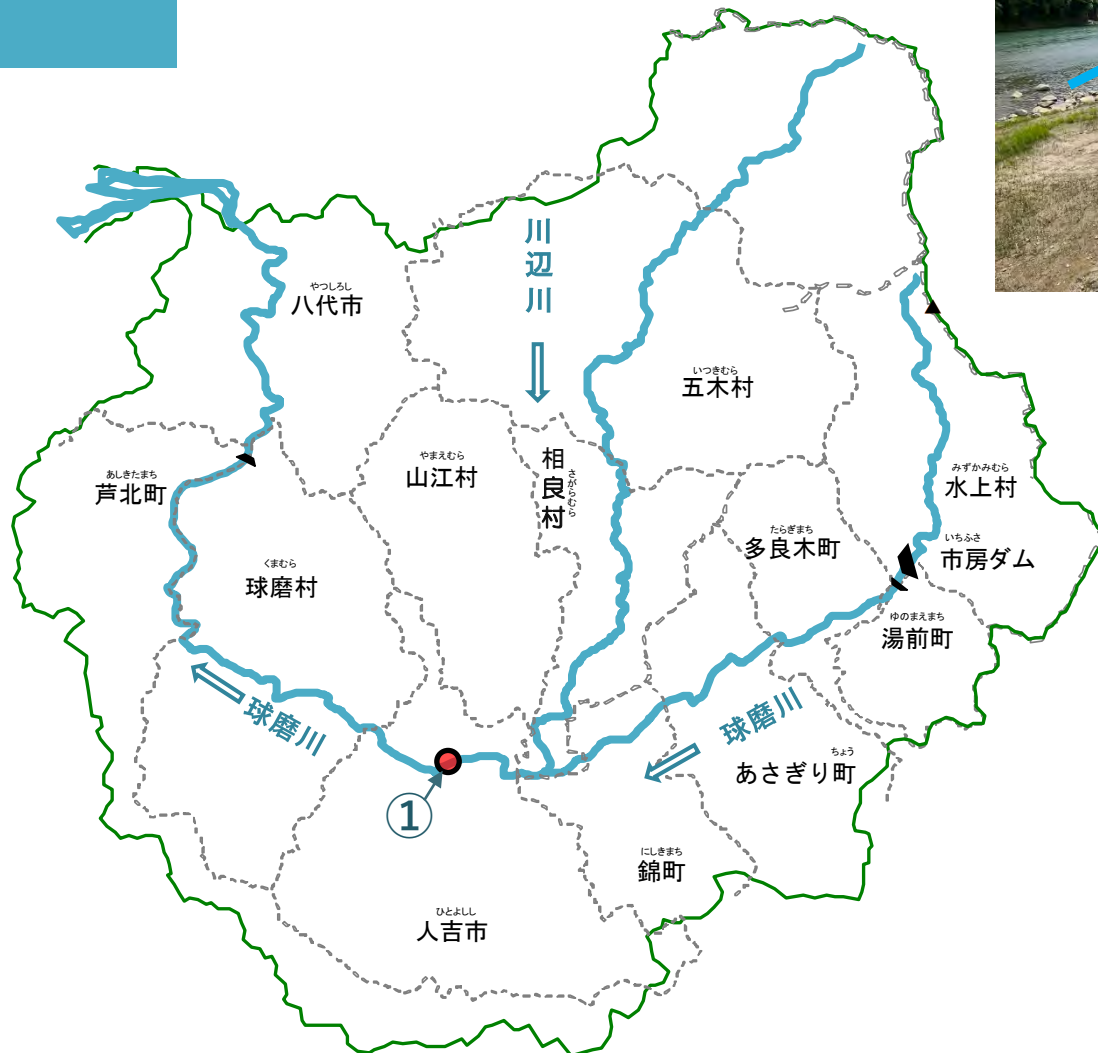 川辺川
やつしろし
八代市
いつきむら
五木村
やまえむら
山江村
相良村
さがらむら
あしきたまち
芦北町
みずかみむら
水上村
たらぎまち
多良木町
いちふさ
市房ダム
くまむら
球磨村
ゆのまえまち
湯前町
球磨川
球磨川
ちょう
あさぎり町
①
にしきまち
錦町
ひとよしし
人吉市